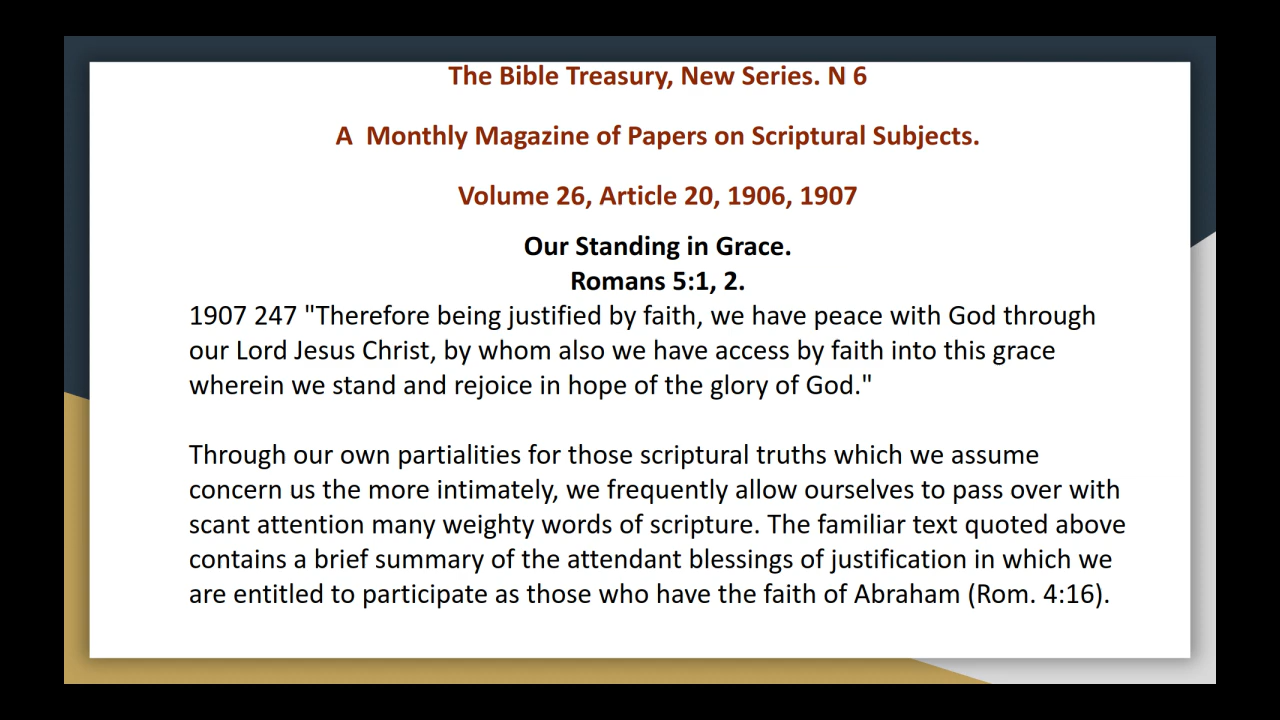 The Bible Treasury, New Series. N 6
A  Monthly Magazine of Papers on Scriptural Subjects.
Volume 26, Article 20, 1906, 1907
Our Standing in Grace.
Romans 5:1, 2.
1907 247 "Therefore being justified by faith, we have peace with God through
our Lord Jesus Christ, by whom also we have access by faith into this grace
wherein we stand and rejoice in hope of the glory of God."
Through our own partialities for those scriptural truths which we assume
concern us the more intimately, we frequently allow ourselves to pass over with
scant attention many weighty words of scripture. The familiar text quoted above
contains a brief summary of the attendant blessings of justification in which we
are entitled to participate as those who have the faith of Abraham (Rom. 4:16).